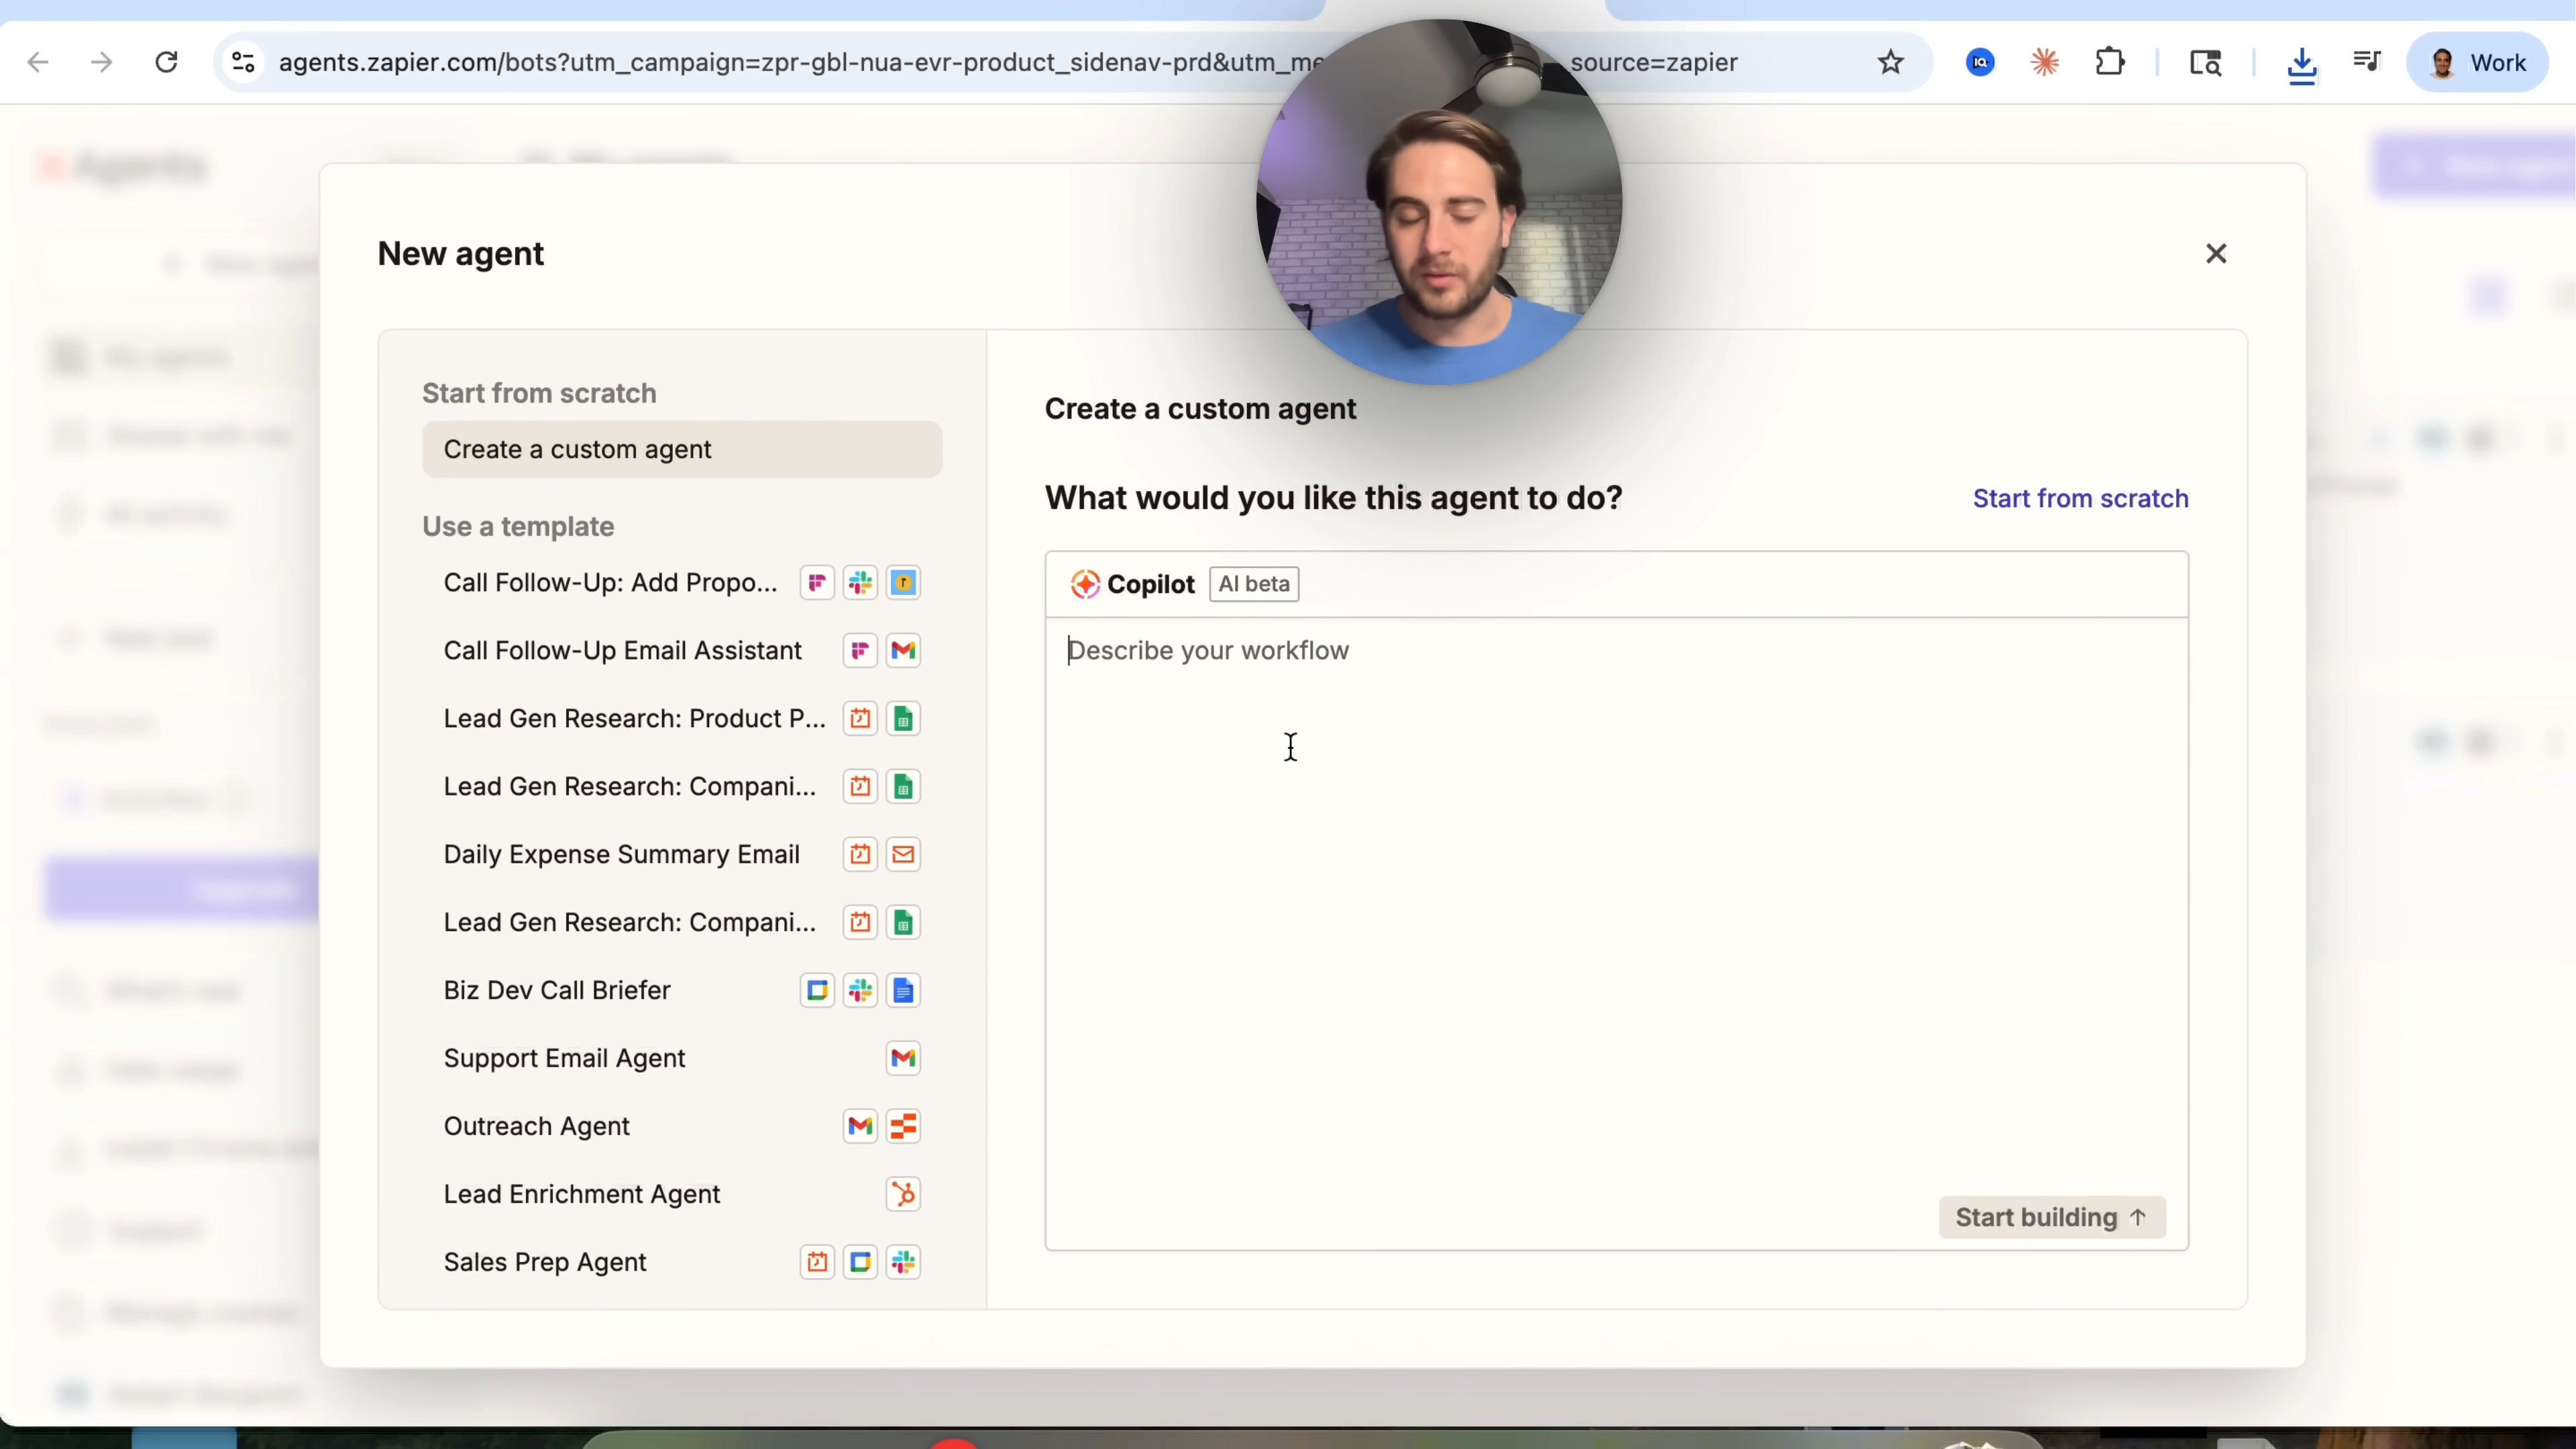 agents.zapier.com/bots?utm_campaign=zpr-gbl-nua-evr-product_sidenav-prd&utm_me
source=zapier
Work
Agents
New agent
Start from scratch
Create a custom agent
Use a template
Call Follow-Up: Add Propo...
Call Follow-Up Email Assistant
Lead Gen Research: Product P...
Lead Gen Research: Compani...
Daily Expense Summary Email
Lead Gen Research: Compani...
Biz Dev Call Briefer
Support Email Agent
Outreach Agent
Lead Enrichment Agent
Sales Prep Agent
Create a custom agent
What would you like this agent to do?
Start from scratch
Copilot
AI beta
Describe your workflow
Start building ↑